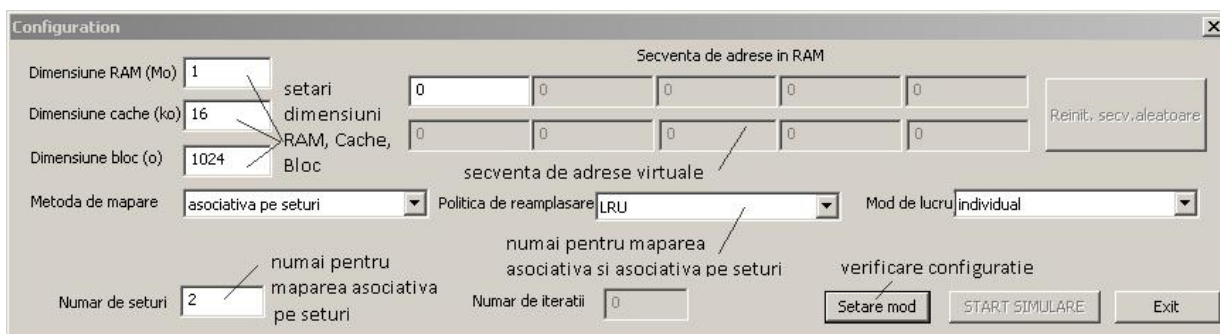 Configuration
Secventa de adrese in RAM
Dimensiune RAM (Mo) 1
setari
0 0 0 0 0
dimensiuni
Dimensiune cache (ko) 16
Reinit. secv.aleatoare
RAM, Cache,
0 0 0 0 0
Dimensiune bloc (o) 1024
Bloc
secventa de adrese virtuale
Metoda de mapare asociativa pe seturi Politica de reamplasare LRU Mod de lucru individual
numai pentru maparea
asociativa si asociativa pe seturi
numai pentru
maparea asociativa
pe seturi
verificare configuratie
Numar de seturi 2 Numar de iteratii 0 Setare mod START SIMULARE Exit